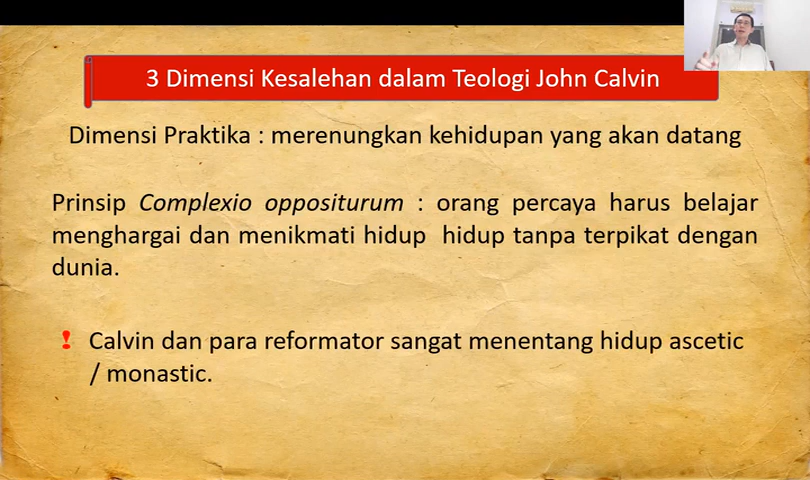 3 Dimensi Kesalehan dalam Teologi John Calvin
Dimensi Praktika : merenungkan kehidupan yang akan datang
Prinsip Complexio oppositurum : orang percaya harus belajar
menghargai dan menikmati hidup hidup tanpa terpikat dengan
dunia.
! Calvin dan para reformator sangat menentang hidup ascetic
/ monastic.